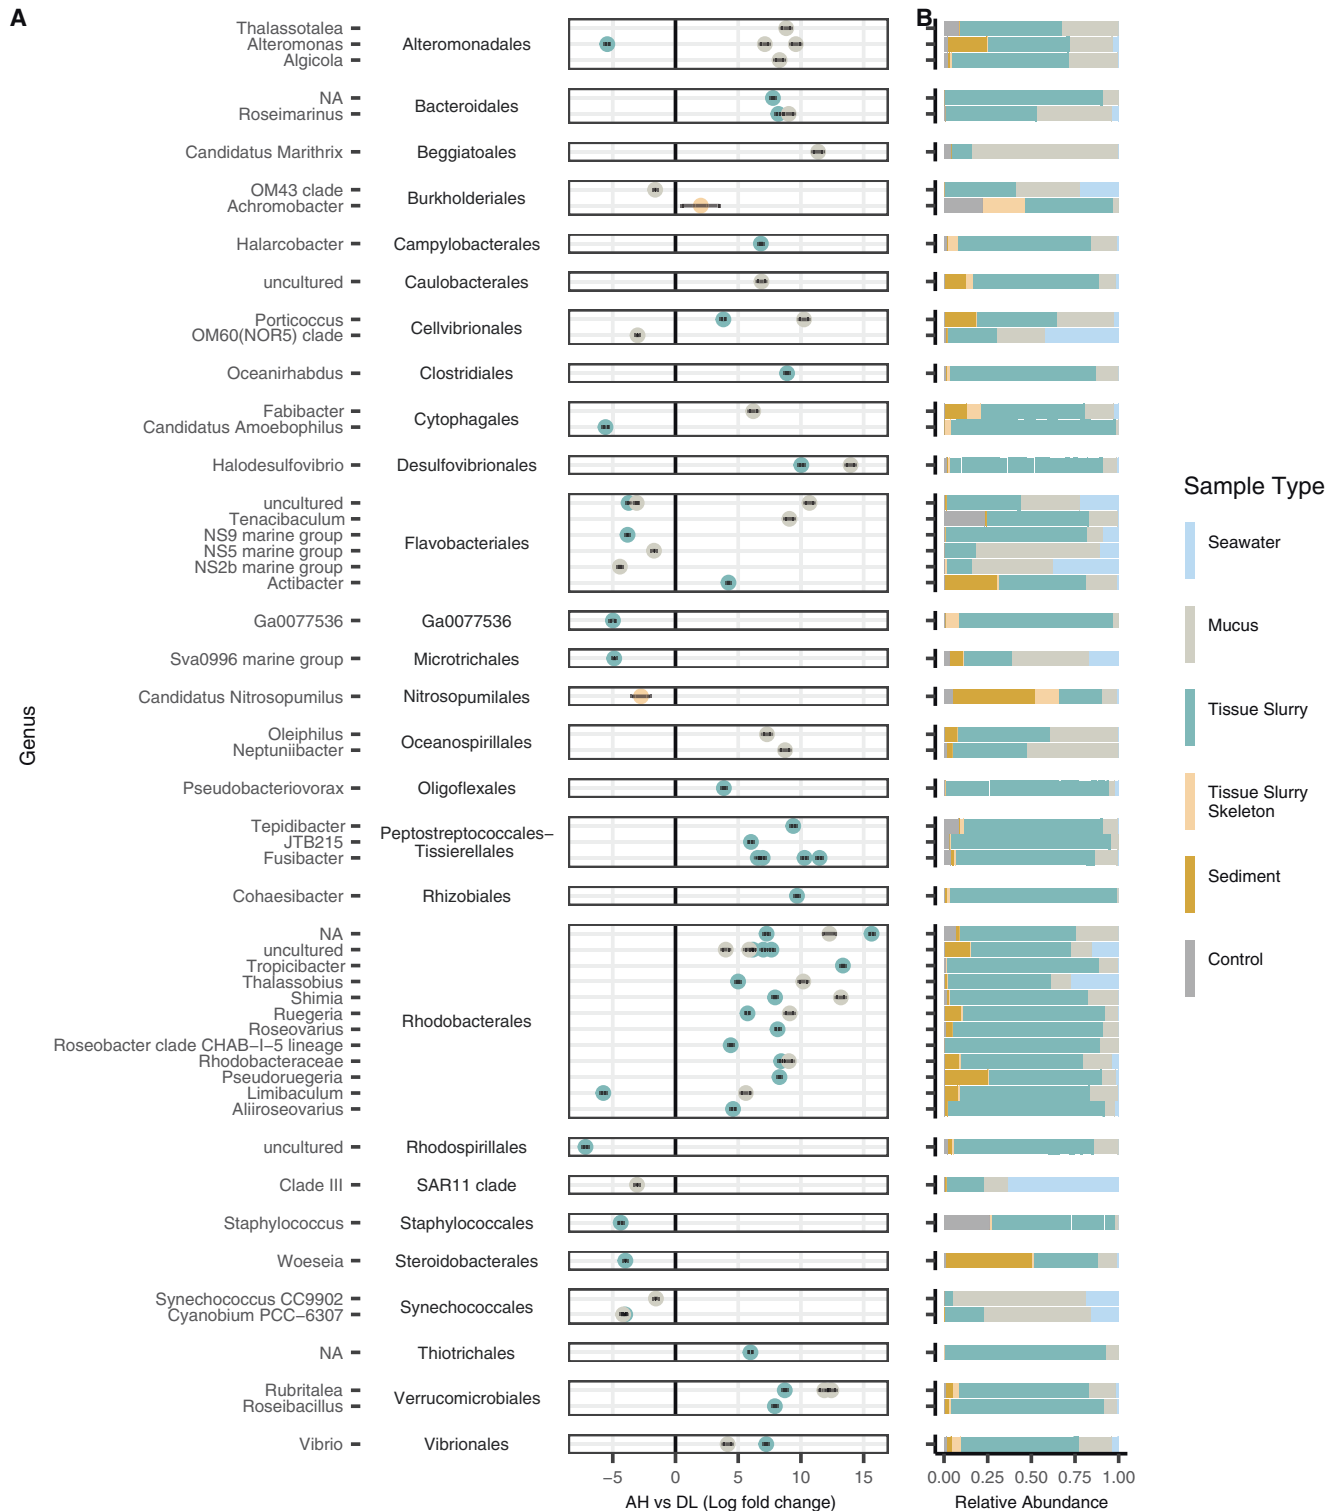 A
B
Thalassotalea
Alteromonas
Algicola
Alteromonadales
NA
Roseimarinus
Bacteroidales
Candidatus Marithrix
Beggiatoales
OM43 clade
Achromobacter
Burkholderiales
Halarcobacter
Campylobacterales
uncultured
Caulobacterales
Porticoccus
OM60(NOR5) clade
Cellvibrionales
Oceanirhabdus
Clostridiales
Fabibacter
Candidatus Amoebophilus
Cytophagales
Halodesulfovibrio
Desulfovibrionales
uncultured
Tenacibaculum
NS9 marine group
NS5 marine group
NS2b marine group
Actibacter
Flavobacteriales
Ga0077536
Ga0077536
Sva0996 marine group
Microtrichales
Candidatus Nitrosopumilus
Nitrosopumilales
Oleiphilus
Neptuniibacter
Oceanospirillales
Pseudobacteriovorax
Oligoflexales
Tepidibacter
JTB215
Fusibacter
Peptostreptococcales−
Tissierellales
Cohaesibacter
Rhizobiales
NA
uncultured
Tropicibacter
Thalassobius
Shimia
Ruegeria
Roseovarius
Roseobacter clade CHAB−I−5 lineage
Rhodobacteraceae
Pseudoruegeria
Limibaculum
Aliiroseovarius
Rhodobacterales
uncultured
Rhodospirillales
Clade III
SAR11 clade
Staphylococcus
Staphylococcales
Woeseia
Steroidobacterales
Synechococcus CC9902
Cyanobium PCC−6307
Synechococcales
NA
Thiotrichales
Rubritalea
Roseibacillus
Verrucomicrobiales
Vibrio
Vibrionales
Genus
−5 0 5 10 15
AH vs DL (Log fold change)
0.00 0.25 0.50 0.75 1.00
Relative Abundance
Sample Type
Seawater
Mucus
Tissue Slurry
Tissue Slurry
Skeleton
Sediment
Control